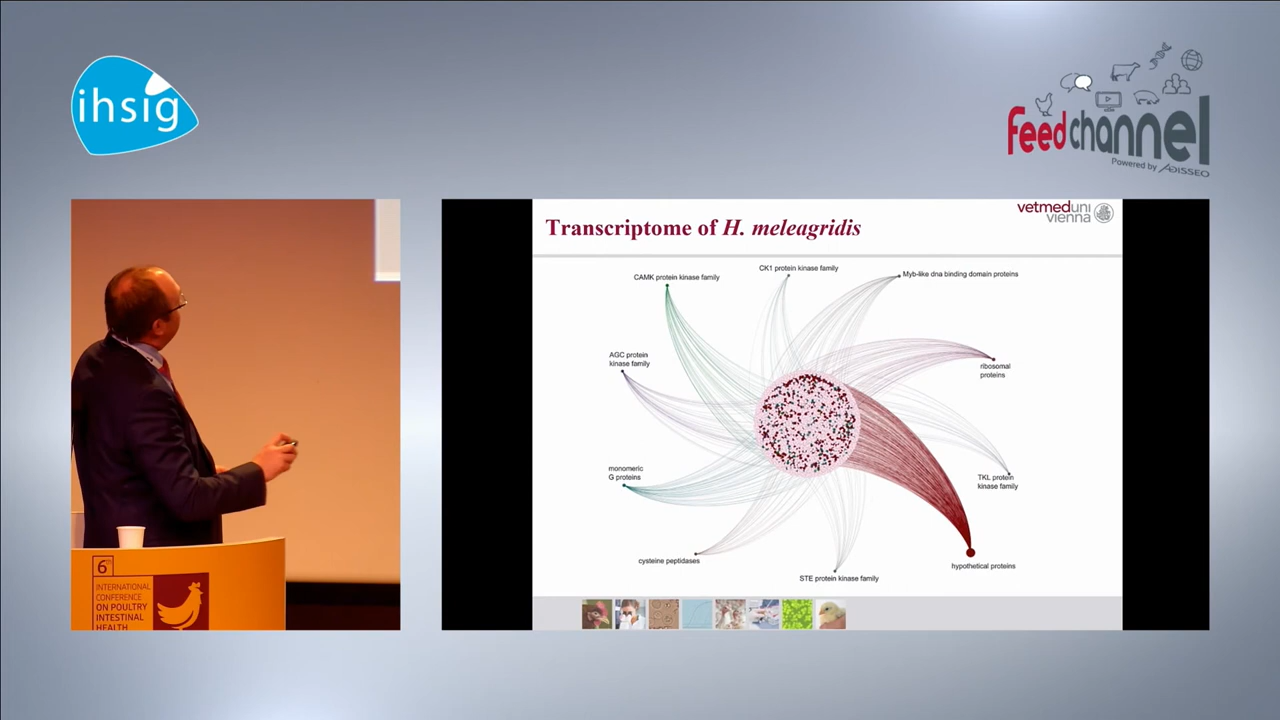 ihsig
feedchannel
Powered by ADISSEO
vetmeduni
vienna
Transcriptome of H. meleagridis
CK1 protein kinase family
CAMK protein kinase family
Myb-like dna binding domain proteins
AGC protein
kinase family
ribosomal
proteins
monomeric
G proteins
TKL protein
kinase family
cysteine peptidases
hypothetical proteins
STE protein kinase family
6TH
INTERNATIONAL
CONFERENCE
ON POULTRY
INTESTINAL
HEALTH